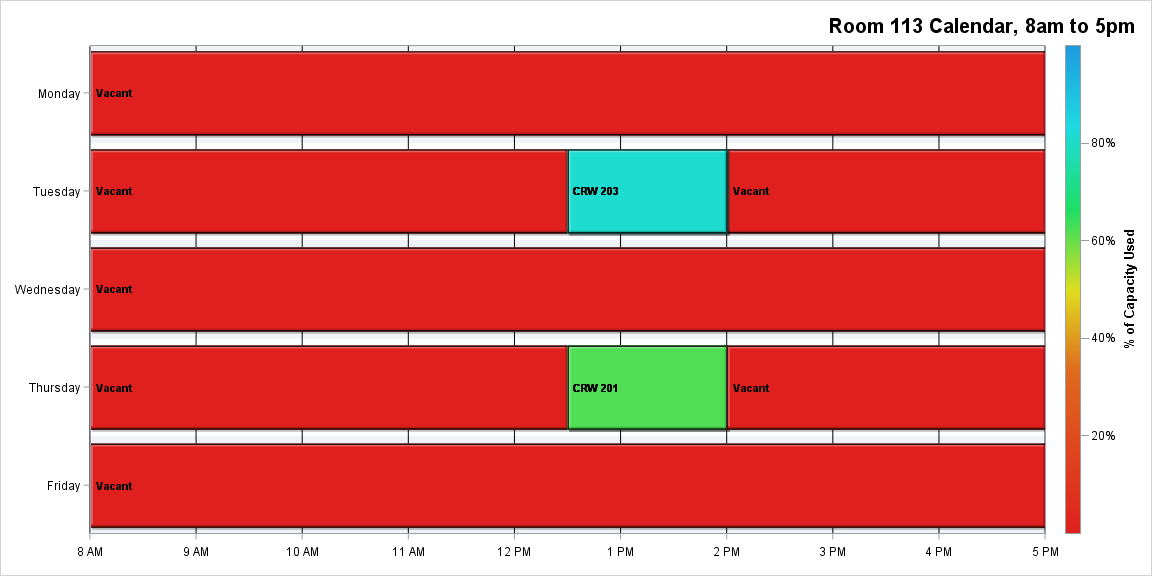 Room 113 Calendar, 8am to 5pm
Monday
Vacant
80%
Tuesday
Vacant
CRW 203
Vacant
60%
% of Capacity Used
Wednesday
Vacant
40%
Thursday
Vacant
CRW 201
Vacant
20%
Friday
Vacant
8 AM 9 AM 10 AM 11 AM 12 PM 1 PM 2 PM 3 PM 4 PM 5 PM